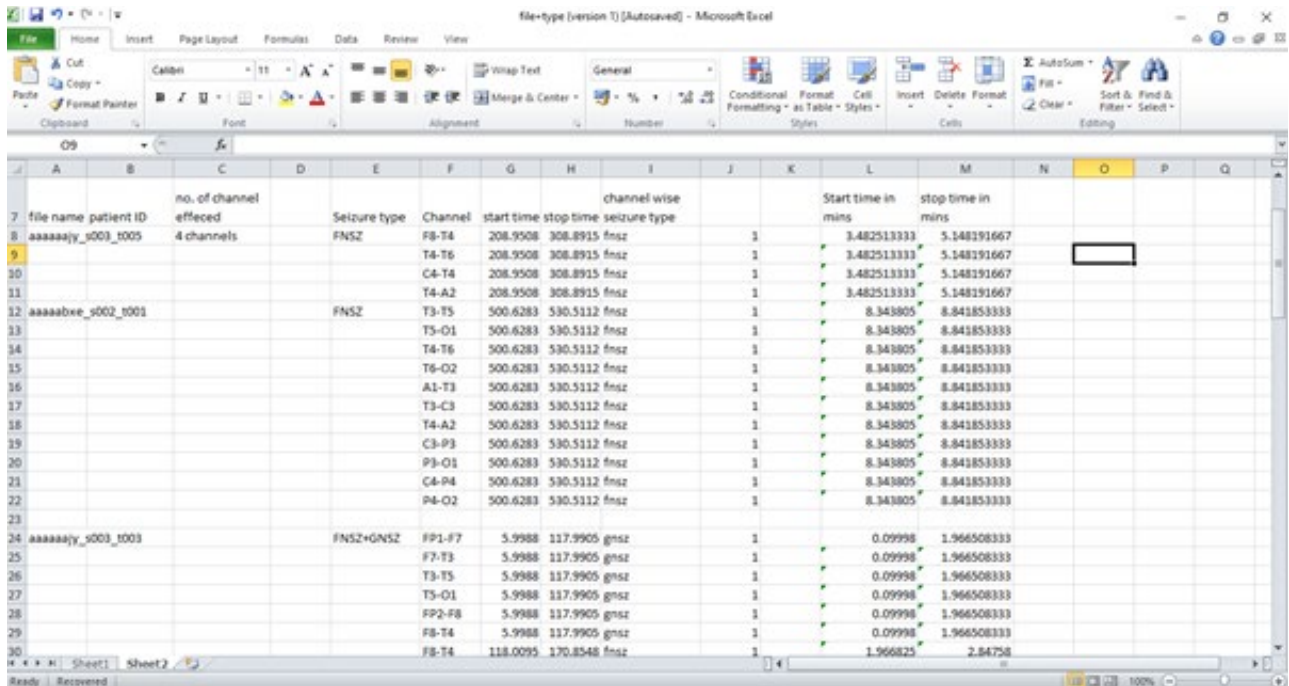 file+type (version 1) [Autosaved] - Microsoft Excel
File Home Insert Page Layout Formulas Data Review View
Cut
Copy
Format Painter
Paste
Clipboard
Calibri 11
Font
Wrap Text
Merge & Center
Alignment
General
Number
Conditional Formatting
Format as Table
Cell Styles
Styles
Insert Delete Format
Cells
AutoSum
Fill
Clear
Sort & Filter
Find & Select
Editing
O9 fx
A B C D E F G H I J K L M N O P Q
7 file name patient ID no. of channel effeced Seizure type Channel start time stop time channel wise seizure type Start time in mins stop time in mins
8 aaaaaajy_s003_t005 4 channels FNSZ F8-T4 208.9508 308.8915 fnsz 1 3.482513333 5.148191667
9 T4-T6 208.9508 308.8915 fnsz 1 3.482513333 5.148191667
10 C4-T4 208.9508 308.8915 fnsz 1 3.482513333 5.148191667
11 T4-A2 208.9508 308.8915 fnsz 1 3.482513333 5.148191667
12 aaaaabxe_s002_t001 FNSZ T3-T5 500.6283 530.5112 fnsz 1 8.343805 8.841853333
13 T5-O1 500.6283 530.5112 fnsz 1 8.343805 8.841853333
14 T4-T6 500.6283 530.5112 fnsz 1 8.343805 8.841853333
15 T6-O2 500.6283 530.5112 fnsz 1 8.343805 8.841853333
16 A1-T3 500.6283 530.5112 fnsz 1 8.343805 8.841853333
17 T3-C3 500.6283 530.5112 fnsz 1 8.343805 8.841853333
18 T4-A2 500.6283 530.5112 fnsz 1 8.343805 8.841853333
19 C3-P3 500.6283 530.5112 fnsz 1 8.343805 8.841853333
20 P3-O1 500.6283 530.5112 fnsz 1 8.343805 8.841853333
21 C4-P4 500.6283 530.5112 fnsz 1 8.343805 8.841853333
22 P4-O2 500.6283 530.5112 fnsz 1 8.343805 8.841853333
23
24 aaaaaajy_s003_t003 FNSZ+GNSZ FP1-F7 5.9988 117.9905 gnsz 1 0.09998 1.966508333
25 F7-T3 5.9988 117.9905 gnsz 1 0.09998 1.966508333
26 T3-T5 5.9988 117.9905 gnsz 1 0.09998 1.966508333
27 T5-O1 5.9988 117.9905 gnsz 1 0.09998 1.966508333
28 FP2-F8 5.9988 117.9905 gnsz 1 0.09998 1.966508333
29 F8-T4 5.9988 117.9905 gnsz 1 0.09998 1.966508333
30 F8-T4 118.0095 170.8548 fnsz 1 1.966825 2.84758
Sheet1 Sheet2
Ready Recovered 100%